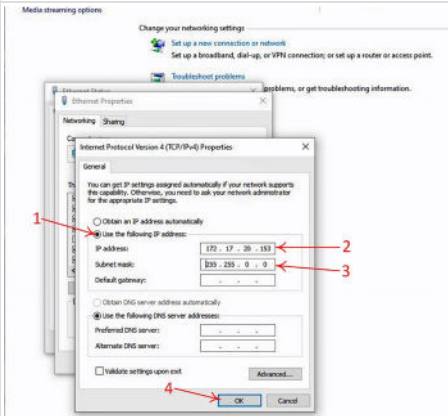 Media streaming options
Change your networking settings
Set up a new connection or network
Set up a broadband, dial-up, or VPN connection; or set up a router or access point.
Troubleshoot problems
problems, or get troubleshooting information.
Ethernet Status
Ethernet Properties
Networking Sharing
Internet Protocol Version 4 (TCP/IPv4) Properties
General
You can get IP settings assigned automatically if your network supports
this capability. Otherwise, you need to ask your network administrator
for the appropriate IP settings.
Obtain an IP address automatically
1
Use the following IP address:
IP address: 172 . 17 . 20 . 153
2
Subnet mask: 255 . 255 . 0 . 0
3
Default gateway: . . .
Obtain DNS server address automatically
Use the following DNS server addresses:
Preferred DNS server: . . .
Alternate DNS server: . . .
Validate settings upon exit
Advanced...
4
OK Cancel